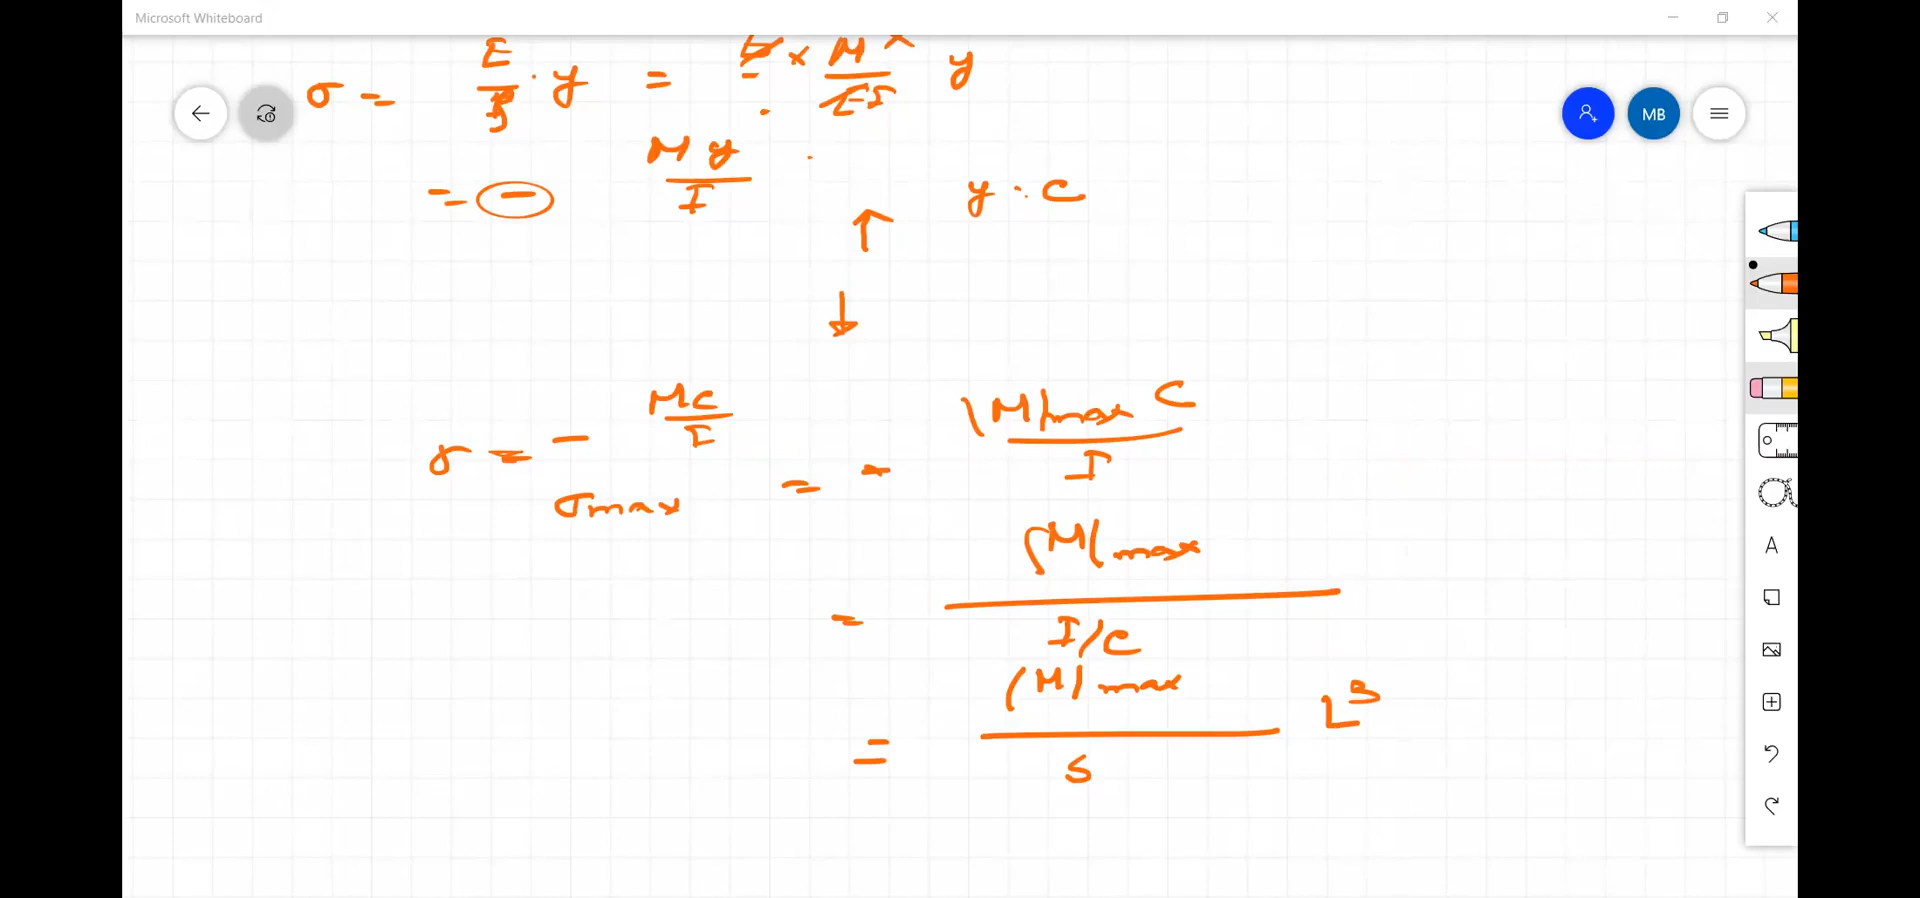 Microsoft Whiteboard
σ = E/ρ · y = E × M/EI × y
= - My/I
y : C
MB
σ = - MC/I
σmax = - |M|max C / I
= |M|max / I/C
= |M|max / S L³
A